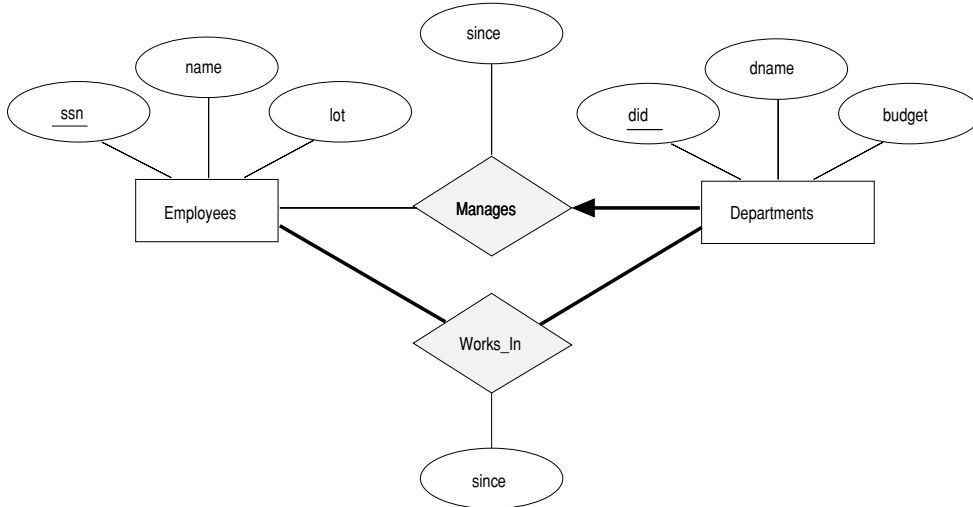 since
name
dname
ssn
lot
did
budget
Employees
Manages
Departments
Works_In
since